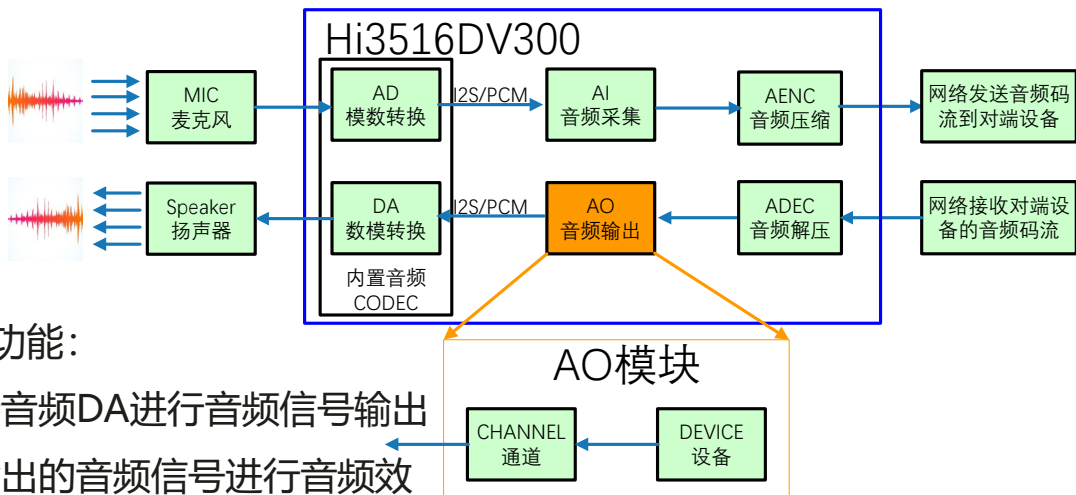 Hi3516DV300
MIC
麦克风
AD
模数转换
I2S/PCM
AI
音频采集
AENC
音频压缩
网络发送音频码
流到对端设备
Speaker
扬声器
DA
数模转换
I2S/PCM
AO
音频输出
ADEC
音频解压
网络接收对端设
备的音频码流
内置音频
CODEC
功能：
音频DA进行音频信号输出
出的音频信号进行音频效
AO模块
CHANNEL
通道
DEVICE
设备